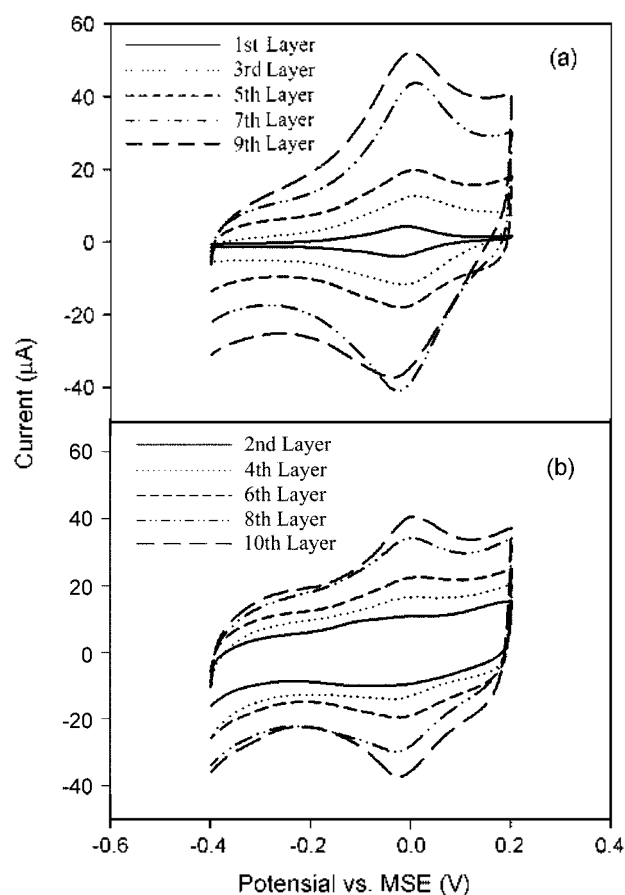 60
40
20
0
-20
-40
1st Layer
3rd Layer
5th Layer
7th Layer
9th Layer
(a)
Current (µA)
60
40
20
0
-20
-40
2nd Layer
4th Layer
6th Layer
8th Layer
10th Layer
(b)
-0.6 -0.4 -0.2 0.0 0.2 0.4
Potensial vs. MSE (V)